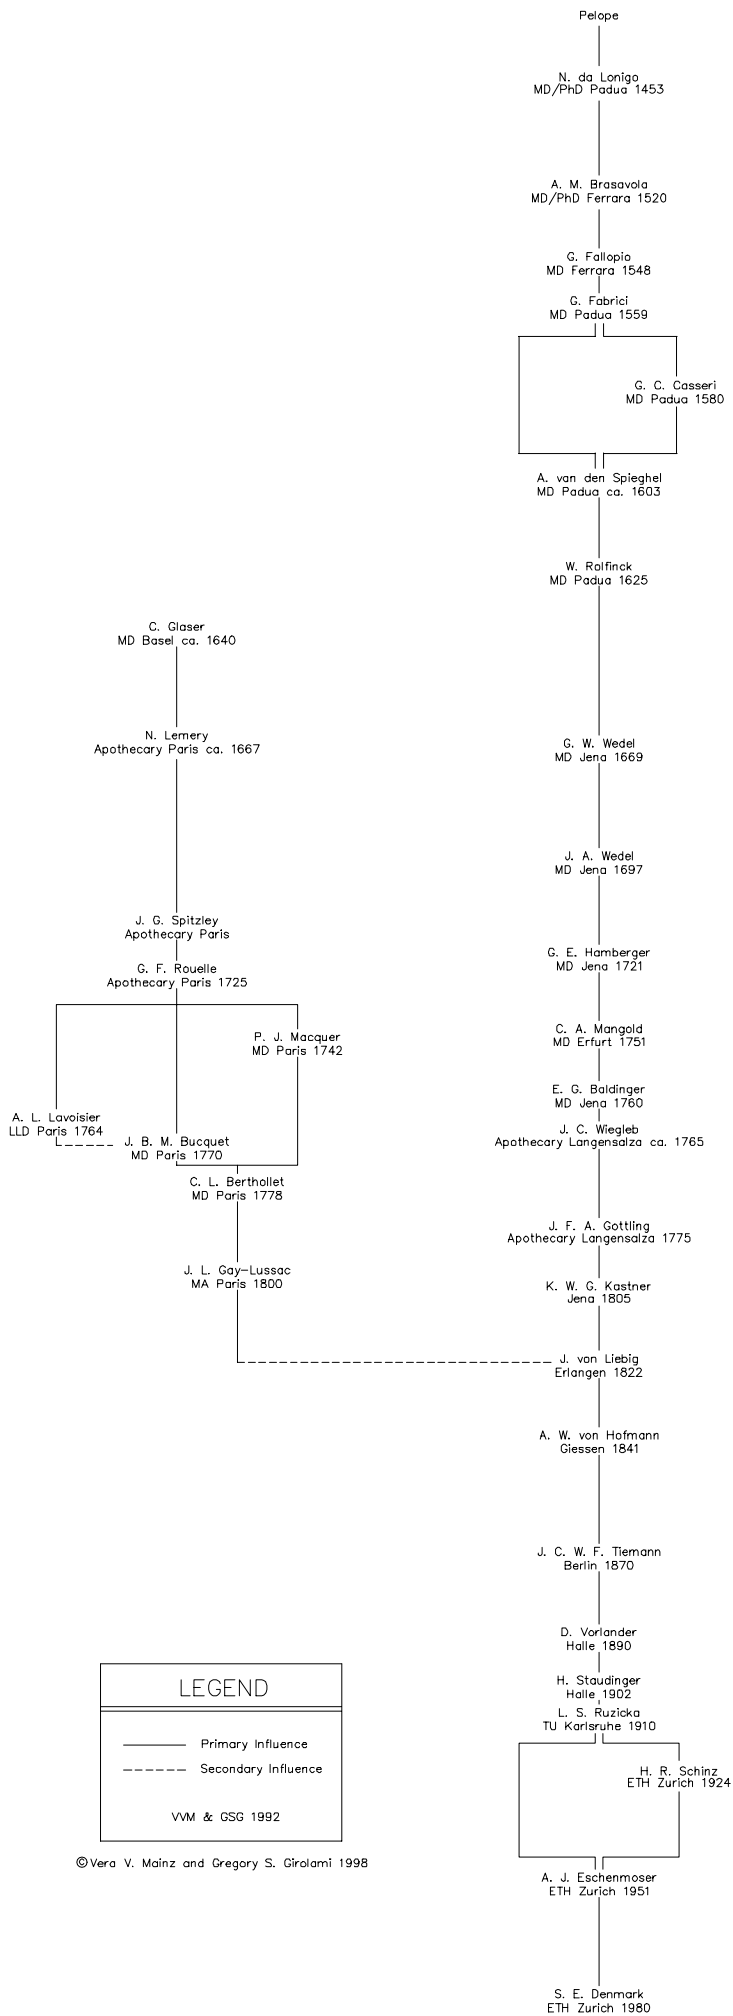 Pelope
N. da Lonigo
MD/PhD Padua 1453
A. M. Brasavola
MD/PhD Ferrara 1520
G. Fallopio
MD Ferrara 1548
G. Fabrici
MD Padua 1559
G. C. Casseri
MD Padua 1580
A. van den Spieghel
MD Padua ca. 1603
W. Rolfinck
MD Padua 1625
C. Glaser
MD Basel ca. 1640
N. Lemery
Apothecary Paris ca. 1667
G. W. Wedel
MD Jena 1669
J. A. Wedel
MD Jena 1697
J. G. Spitzley
Apothecary Paris
G. E. Hamberger
MD Jena 1721
G. F. Rouelle
Apothecary Paris 1725
P. J. Macquer
MD Paris 1742
C. A. Mangold
MD Erfurt 1751
E. G. Baldinger
MD Jena 1760
A. L. Lavoisier
LLD Paris 1764
J. C. Wiegleb
Apothecary Langensalza ca. 1765
J. B. M. Bucquet
MD Paris 1770
C. L. Berthollet
MD Paris 1778
J. F. A. Gottling
Apothecary Langensalza 1775
J. L. Gay-Lussac
MA Paris 1800
K. W. G. Kastner
Jena 1805
J. von Liebig
Erlangen 1822
A. W. von Hofmann
Giessen 1841
J. C. W. F. Tiemann
Berlin 1870
D. Vorlander
Halle 1890
H. Staudinger
Halle 1902
L. S. Ruzicka
TU Karlsruhe 1910
H. R. Schinz
ETH Zurich 1924
A. J. Eschenmoser
ETH Zurich 1951
S. E. Denmark
ETH Zurich 1980
LEGEND
Primary Influence
Secondary Influence
VVM & GSG 1992
©Vera V. Mainz and Gregory S. Girolami 1998